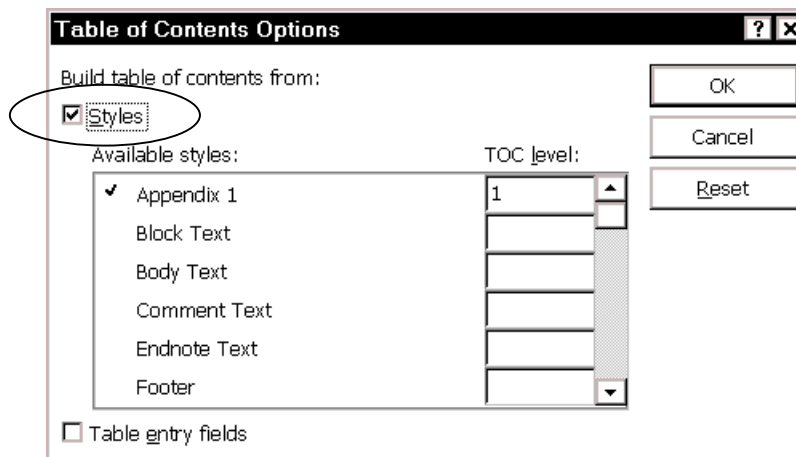 Table of Contents Options
Build table of contents from:
OK
Styles
Cancel
Available styles:
TOC level:
Reset
Appendix 1
1
Block Text
Body Text
Comment Text
Endnote Text
Footer
Table entry fields